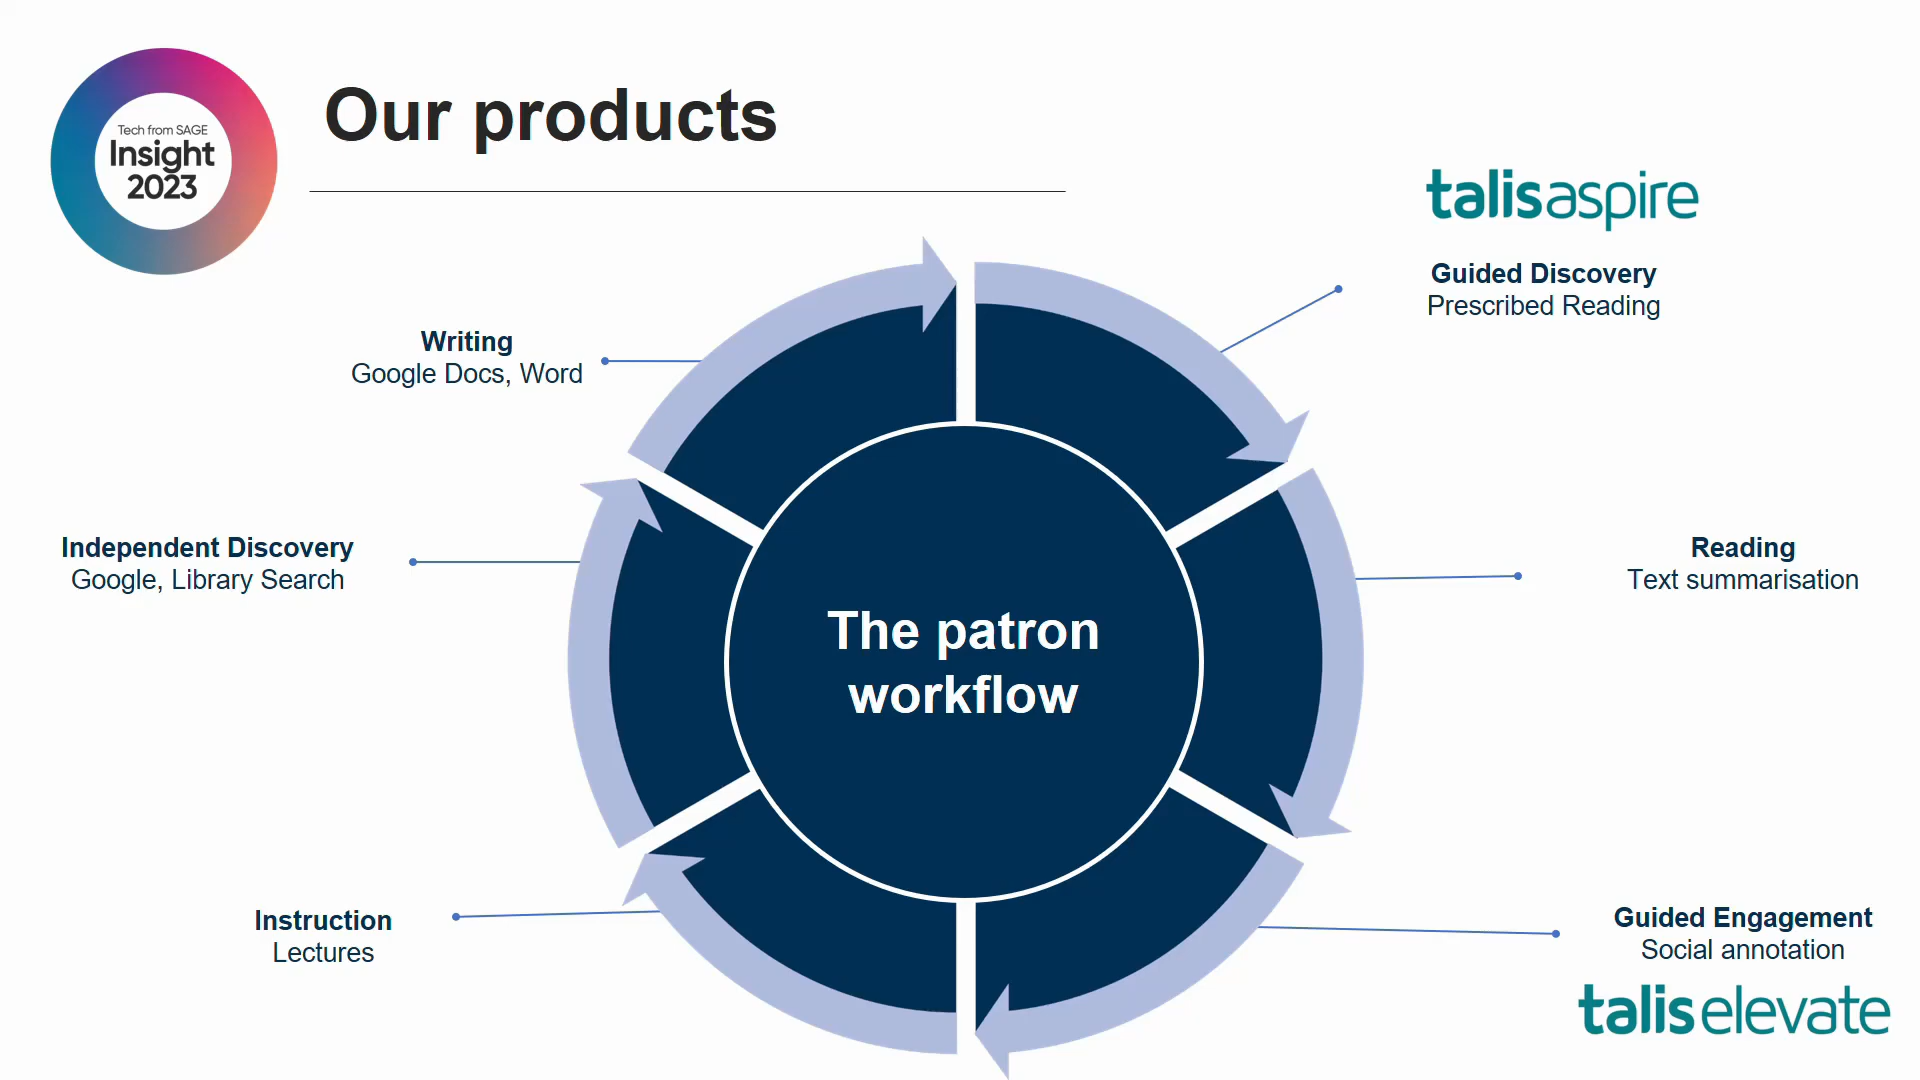 Tech from SAGE
Insight
2023
Our products
talisaspire
Guided Discovery
Prescribed Reading
Writing
Google Docs, Word
Independent Discovery
Google, Library Search
Reading
Text summarisation
The patron
workflow
Instruction
Lectures
Guided Engagement
Social annotation
taliselevate